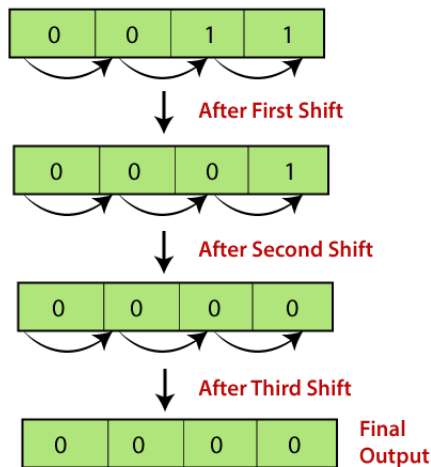 0 0 1 1
After First Shift
0 0 0 1
After Second Shift
0 0 0 0
After Third Shift
0 0 0 0
Final
Output